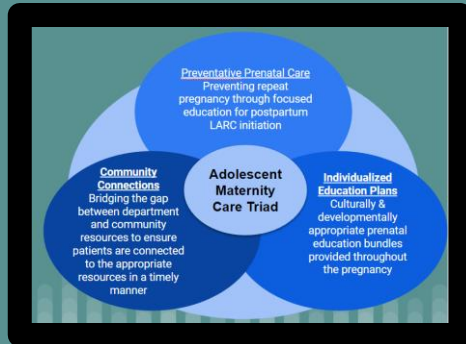 Preventative Prenatal Care
Preventing repeat
pregnancy through focused
education for postpartum
LARC initiation
Community
Connections
Bridging the gap
between department
and community
resources to ensure
patients are connected
to the appropriate
resources in a timely
manner
Adolescent
Maternity
Care Triad
Individualized
Education Plans
Culturally &
developmentally
appropriate prenatal
education bundles
provided throughout
the pregnancy